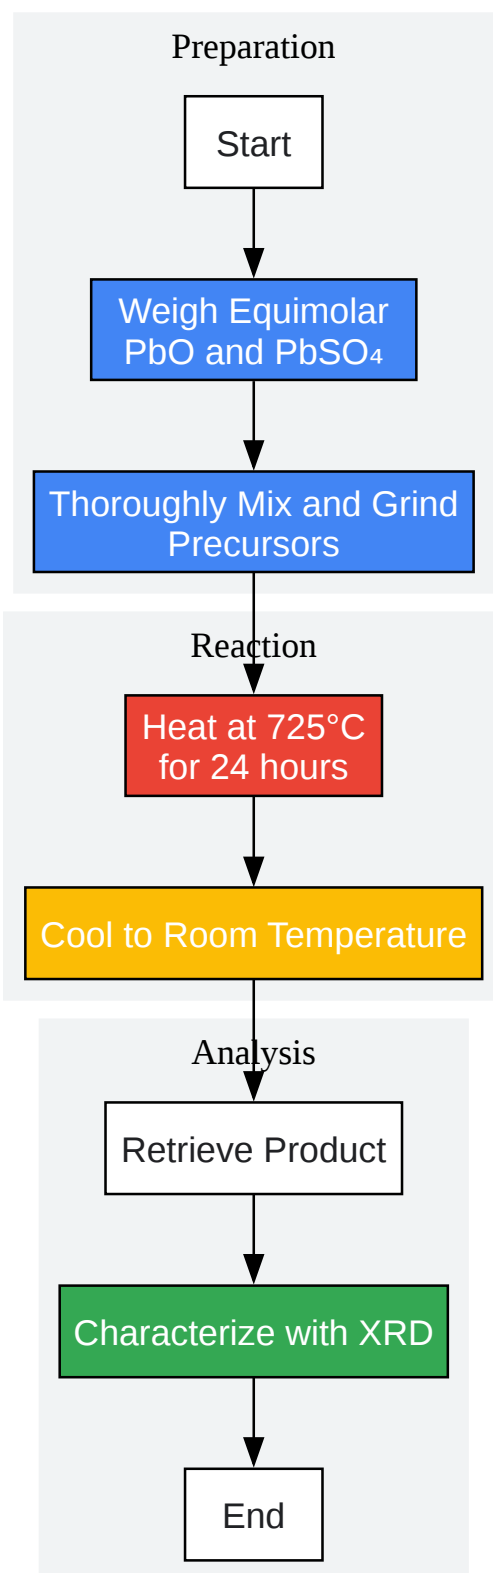 Preparation
Start
Weigh Equimolar
PbO and PbSO₄
Thoroughly Mix and Grind
Precursors
Reaction
Heat at 725°C
for 24 hours
Cool to Room Temperature
Analysis
Retrieve Product
Characterize with XRD
End